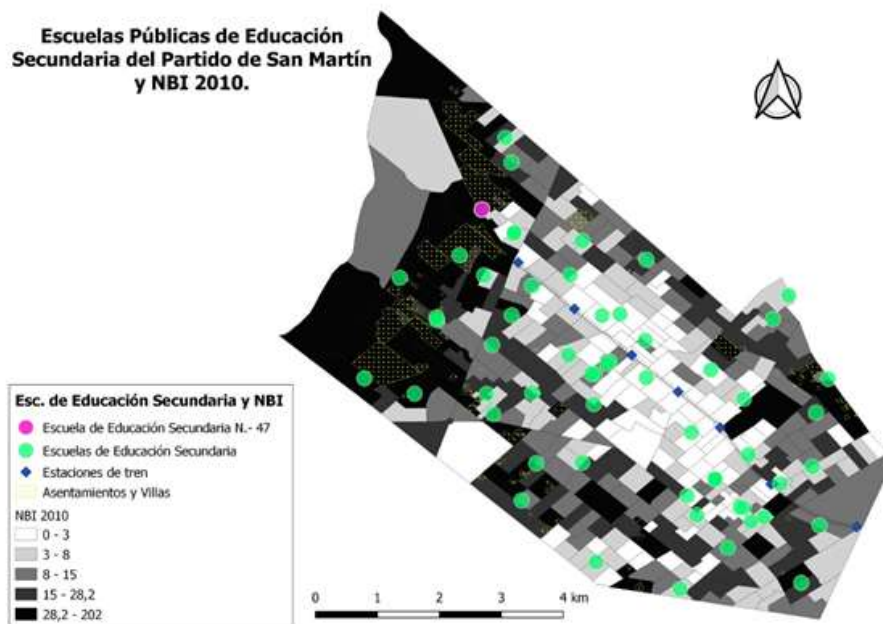 Escuelas Públicas de Educación
Secundaria del Partido de San Martín
y NBI 2010.
Esc. de Educación Secundaria y NBI
Escuela de Educación Secundaria N.- 47
Escuelas de Educación Secundaria
Estaciones de tren
Asentamientos y Villas
NBI 2010
0 - 3
3 - 8
8 - 15
15 - 28,2
28,2 - 202
0 1 2 3 4 km